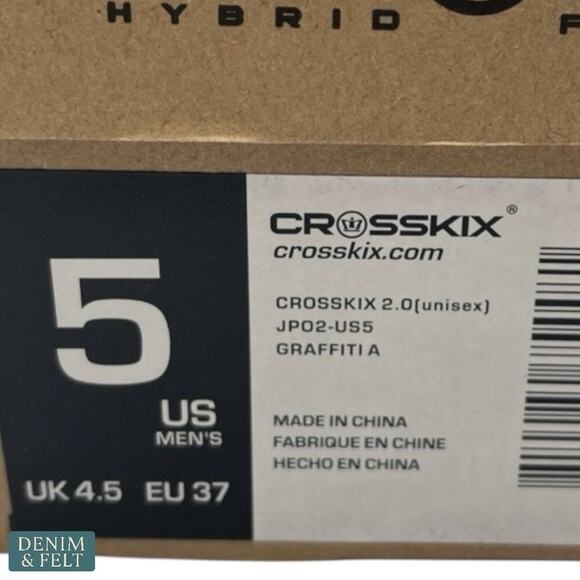 HYBRID
CROSSKIX®
crosskix.com
CROSSKIX 2.0(unisex)
JP02-US5
GRAFFITI A
5
US
MEN'S
UK 4.5 EU 37
MADE IN CHINA
FABRIQUE EN CHINE
HECHO EN CHINA
DENIM
& FELT